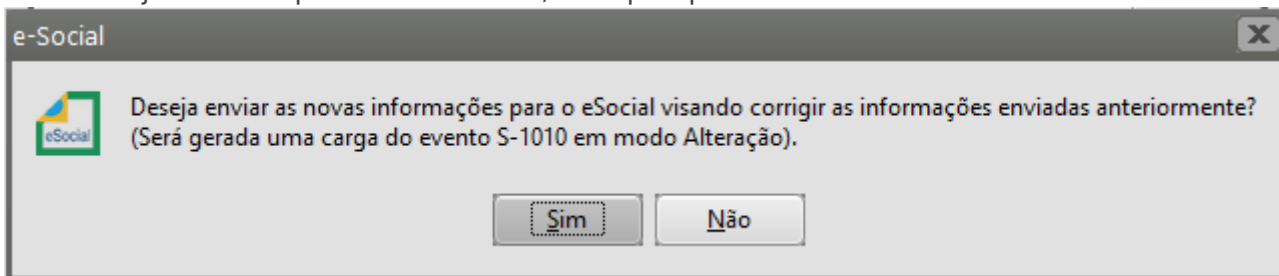 e-Social
eSocial
Deseja enviar as novas informações para o eSocial visando corrigir as informações enviadas anteriormente?
(Será gerada uma carga do evento S-1010 em modo Alteração).
Sim
Não